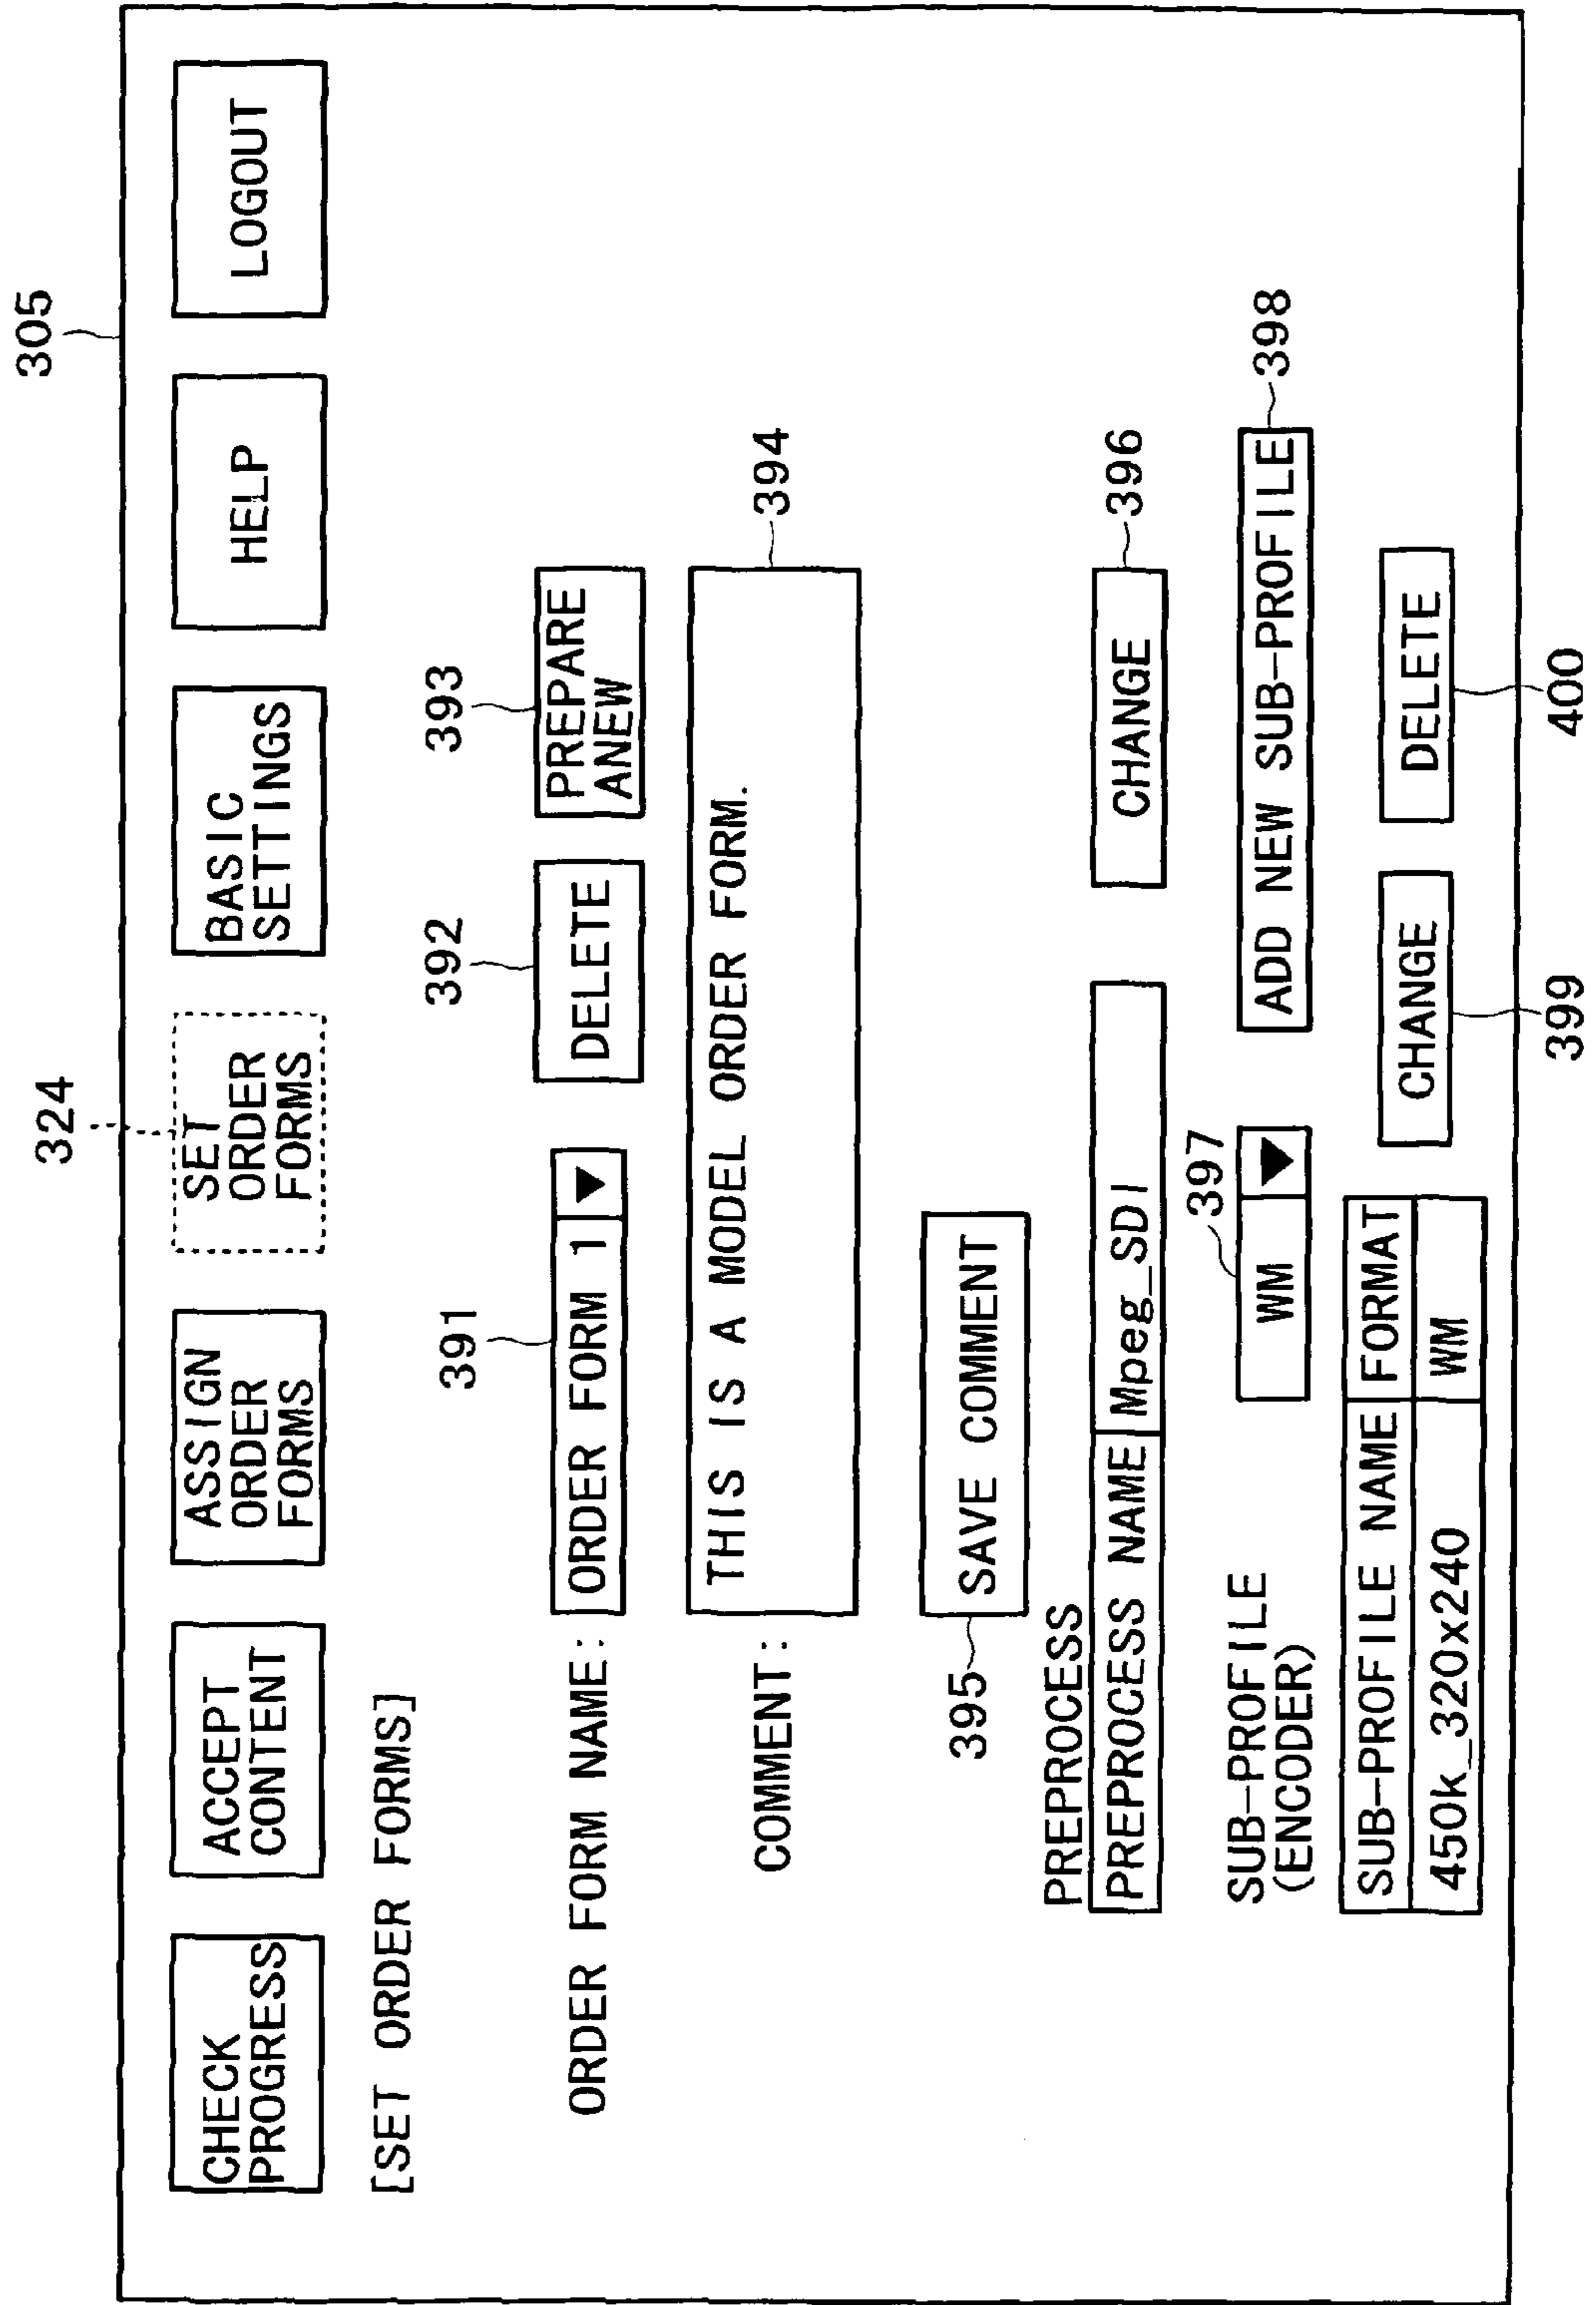 305
324
CHECK
PROGRESS
ACCEPT
CONTENT
ASSIGN
ORDER
FORMS
SET
ORDER
FORMS
BASIC
SETTINGS
HELP
LOGOUT
[SET ORDER FORMS]
391
392
393
ORDER FORM NAME: ORDER FORM 1 ▼
DELETE
PREPARE
ANEW
COMMENT:
THIS IS A MODEL ORDER FORM.
394
395
SAVE COMMENT
PREPROCESS
PREPROCESS NAME Mpeg_SDI
CHANGE
396
397
SUB-PROFILE
(ENCODER)
WM ▼
ADD NEW SUB-PROFILE
398
SUB-PROFILE NAME FORMAT
450k_320x240 WM
CHANGE
DELETE
399
400